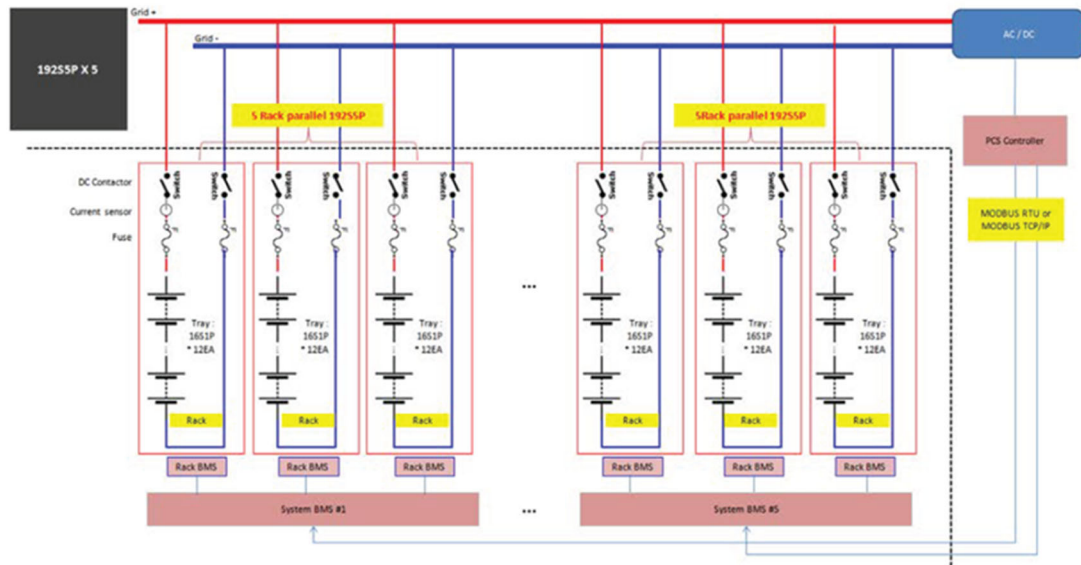 Grid +
Grid -
192S5P X 5
AC / DC
5 Rack parallel 192S5P
5Rack parallel 192S5P
PCS Controller
DC Contactor
Current sensor
Fuse
MODBUS RTU or
MODBUS TCP/IP
Switch
Switch
Switch
Switch
Switch
Switch
Switch
Switch
Switch
Switch
Switch
Switch
F
F
F
F
F
F
F
F
F
F
F
F
...
Tray :
16S1P
* 12EA
Tray :
16S1P
* 12EA
Tray :
16S1P
* 12EA
Tray :
16S1P
* 12EA
Tray :
16S1P
* 12EA
Tray :
16S1P
* 12EA
Rack
Rack
Rack
Rack
Rack
Rack
Rack BMS
Rack BMS
Rack BMS
Rack BMS
Rack BMS
Rack BMS
System BMS #1
...
System BMS #5